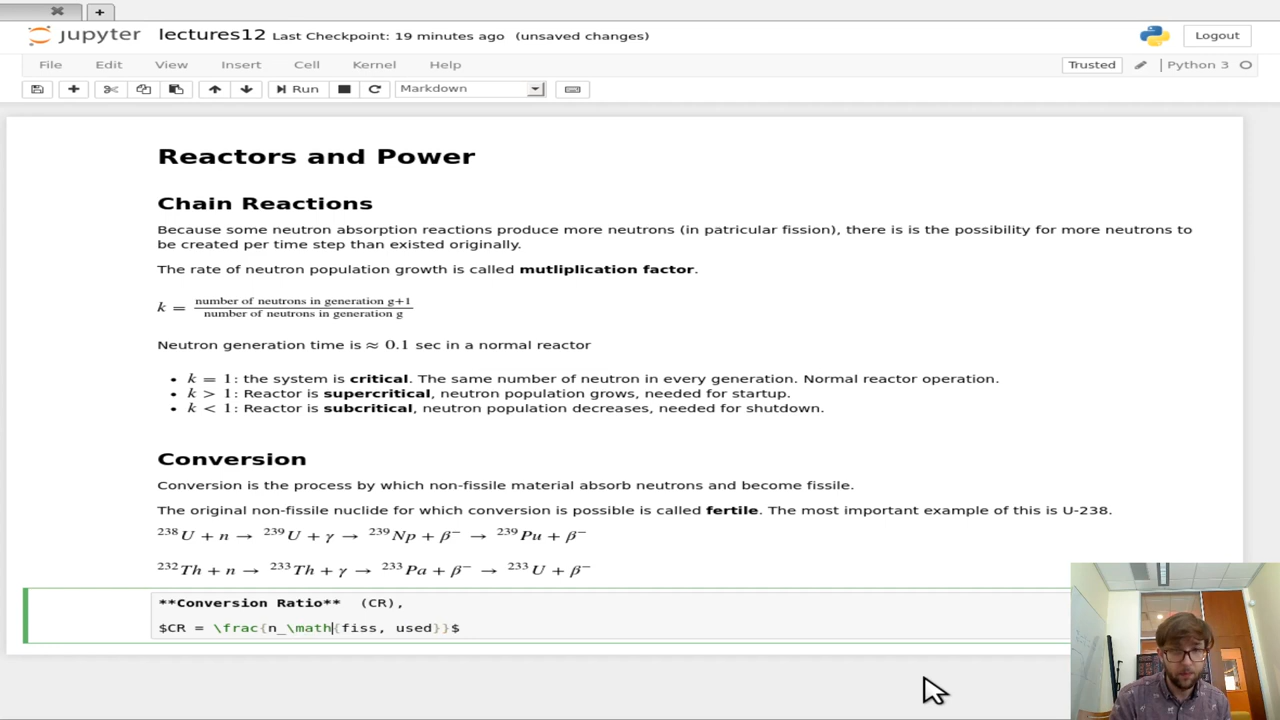 jupyter lectures12 Last Checkpoint: 19 minutes ago (unsaved changes) Logout
File Edit View Insert Cell Kernel Help Trusted Python 3
Run Markdown
Reactors and Power
Chain Reactions
Because some neutron absorption reactions produce more neutrons (in patricular fission), there is is the possibility for more neutrons to
be created per time step than existed originally.
The rate of neutron population growth is called mutliplication factor.
k = number of neutrons in generation g+1 / number of neutrons in generation g
Neutron generation time is ≈ 0.1 sec in a normal reactor
• k = 1: the system is critical. The same number of neutron in every generation. Normal reactor operation.
• k > 1: Reactor is supercritical, neutron population grows, needed for startup.
• k < 1: Reactor is subcritical, neutron population decreases, needed for shutdown.
Conversion
Conversion is the process by which non-fissile material absorb neutrons and become fissile.
The original non-fissile nuclide for which conversion is possible is called fertile. The most important example of this is U-238.
²³⁸U + n → ²³⁹U + γ → ²³⁹Np + β⁻ → ²³⁹Pu + β⁻
²³²Th + n → ²³³Th + γ → ²³³Pa + β⁻ → ²³³U + β⁻
**Conversion Ratio** (CR),
$CR = \frac{n_\math{fiss, used}}$